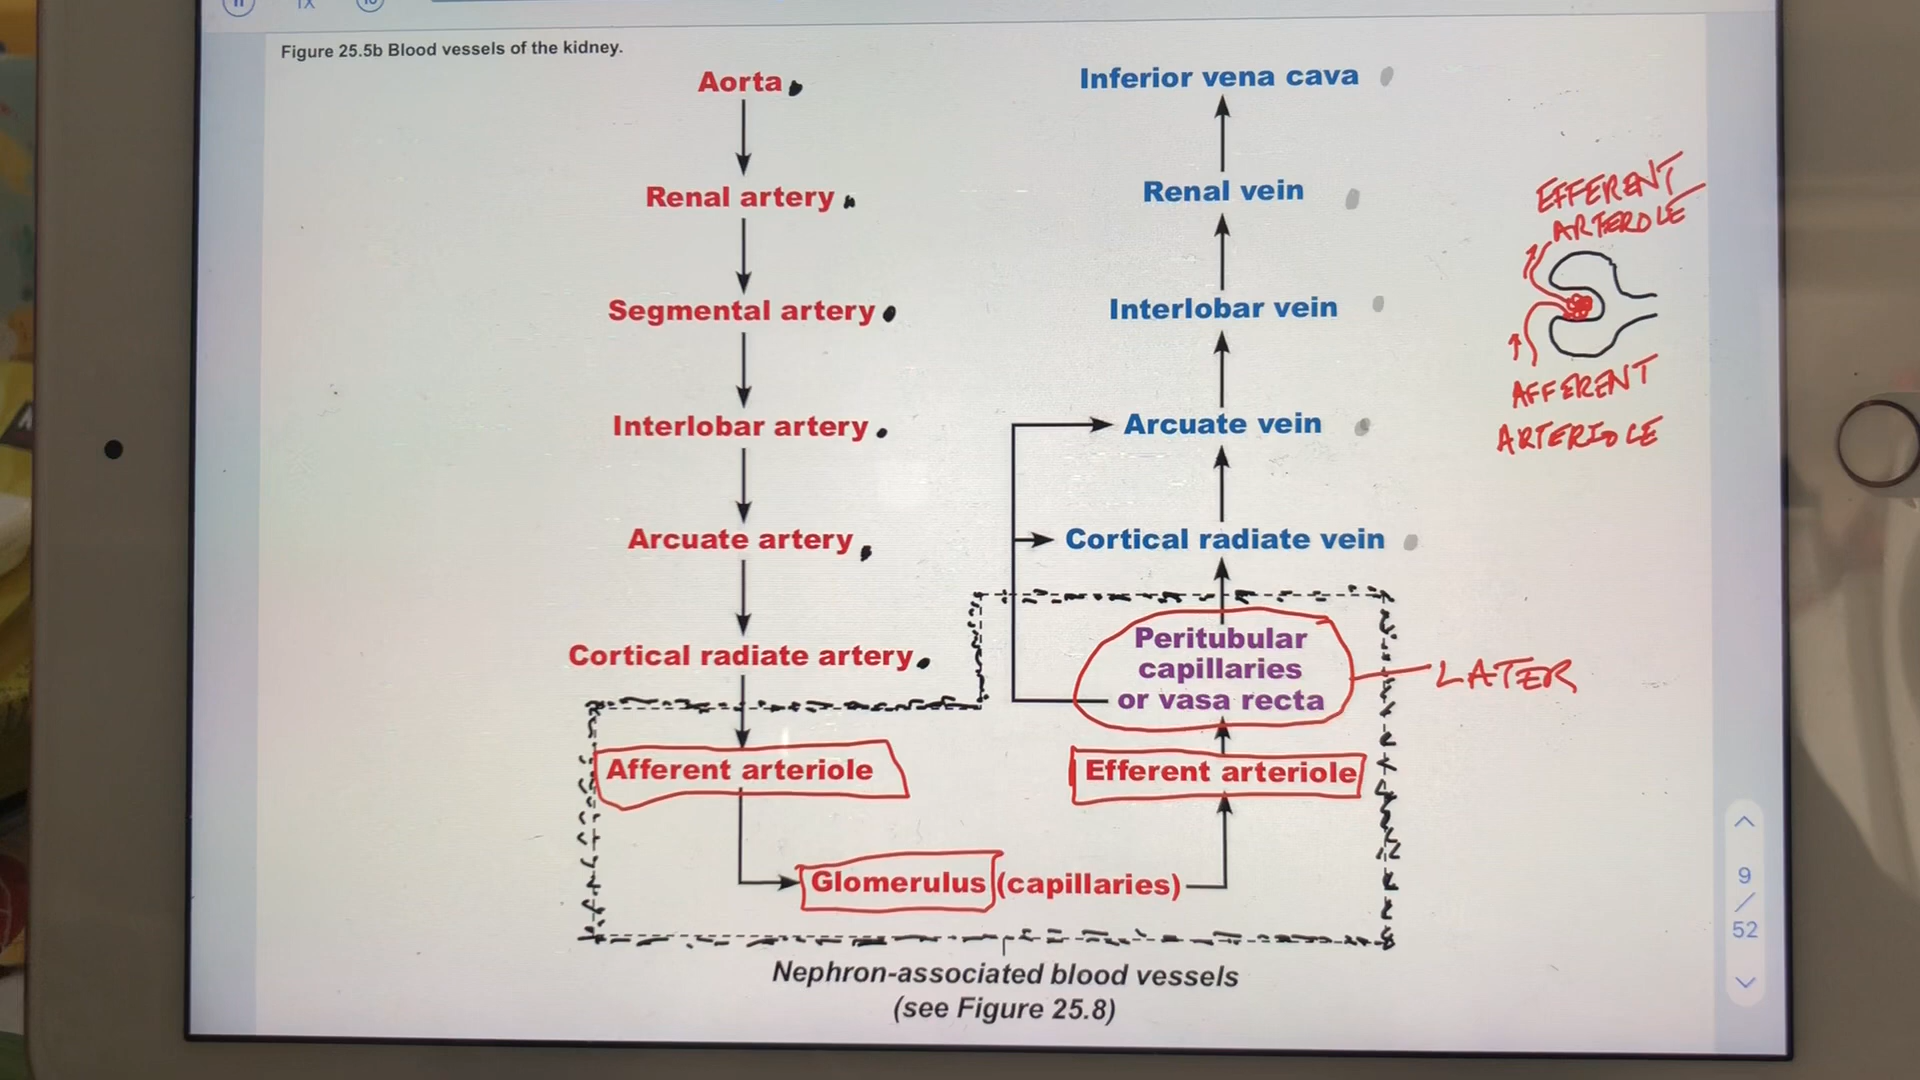 1X
10
Figure 25.5b Blood vessels of the kidney.
Aorta
Renal artery
Segmental artery
Interlobar artery
Arcuate artery
Cortical radiate artery
Afferent arteriole
Glomerulus (capillaries)
Efferent arteriole
Peritubular
capillaries
or vasa recta
Cortical radiate vein
Arcuate vein
Interlobar vein
Renal vein
Inferior vena cava
EFFERENT
ARTEROLE
AFFERENT
ARTERIOLE
LATER
Nephron-associated blood vessels
(see Figure 25.8)
9
/
52